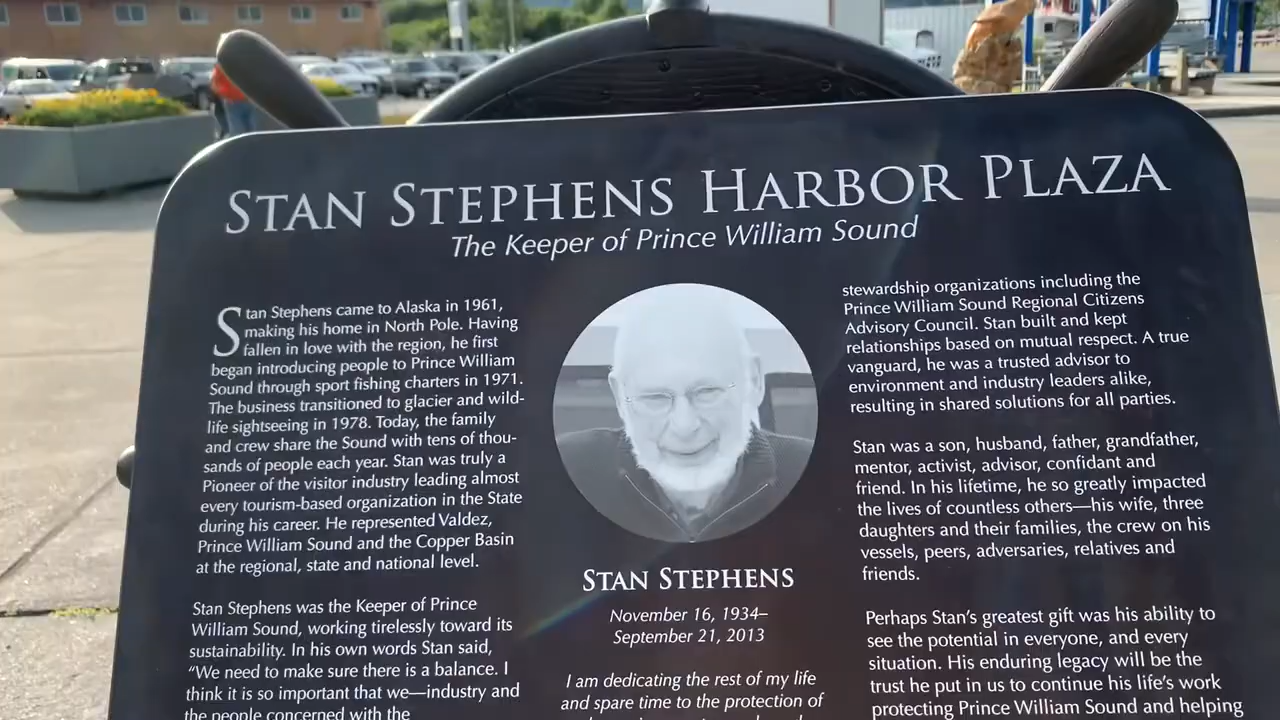 STAN STEPHENS HARBOR PLAZA
The Keeper of Prince William Sound
Stan Stephens came to Alaska in 1961,
making his home in North Pole. Having
fallen in love with the region, he first
began introducing people to Prince William
Sound through sport fishing charters in 1971.
The business transitioned to glacier and wild-
life sightseeing in 1978. Today, the family
and crew share the Sound with tens of thou-
sands of people each year. Stan was truly a
Pioneer of the visitor industry leading almost
every tourism-based organization in the State
during his career. He represented Valdez,
Prince William Sound and the Copper Basin
at the regional, state and national level.
Stan Stephens was the Keeper of Prince
William Sound, working tirelessly toward its
sustainability. In his own words Stan said,
“We need to make sure there is a balance. I
think it is so important that we—industry and
the people concerned with the
STAN STEPHENS
November 16, 1934–
September 21, 2013
I am dedicating the rest of my life
and spare time to the protection of
stewardship organizations including the
Prince William Sound Regional Citizens
Advisory Council. Stan built and kept
relationships based on mutual respect. A true
vanguard, he was a trusted advisor to
environment and industry leaders alike,
resulting in shared solutions for all parties.
Stan was a son, husband, father, grandfather,
mentor, activist, advisor, confidant and
friend. In his lifetime, he so greatly impacted
the lives of countless others—his wife, three
daughters and their families, the crew on his
vessels, peers, adversaries, relatives and
friends.
Perhaps Stan’s greatest gift was his ability to
see the potential in everyone, and every
situation. His enduring legacy will be the
trust he put in us to continue his life’s work
protecting Prince William Sound and helping